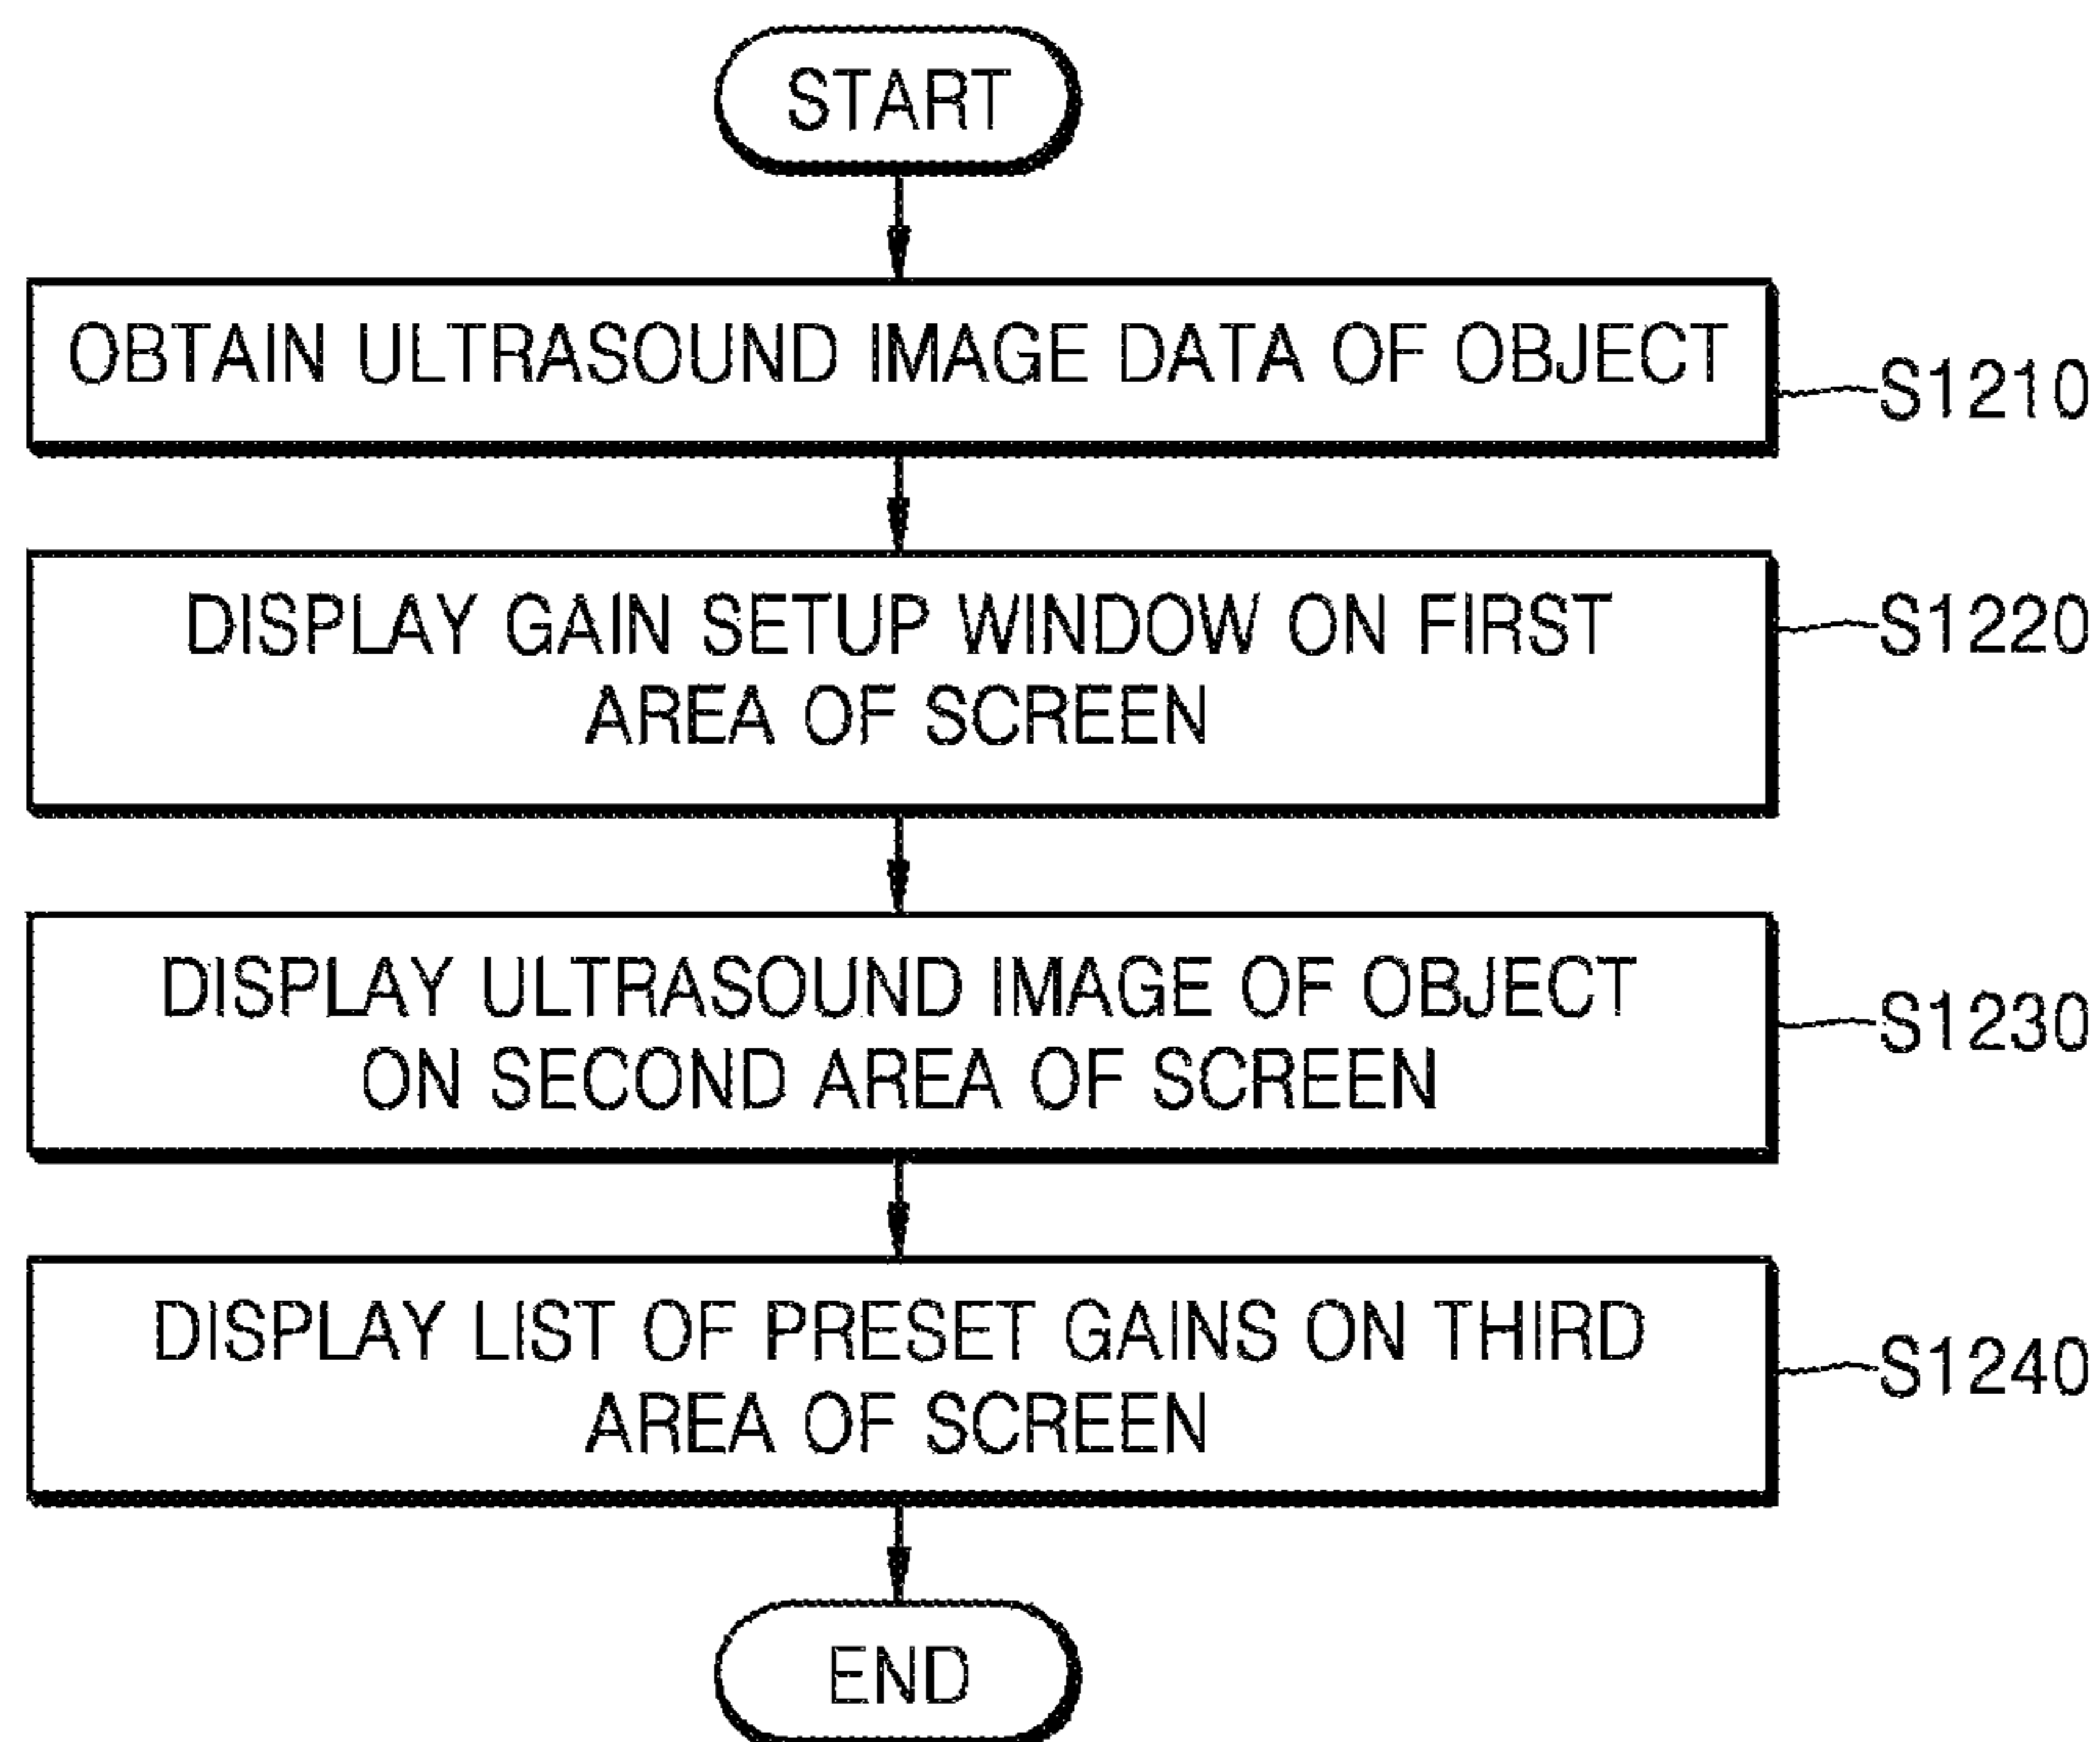 START
OBTAIN ULTRASOUND IMAGE DATA OF OBJECT
S1210
DISPLAY GAIN SETUP WINDOW ON FIRST
AREA OF SCREEN
S1220
DISPLAY ULTRASOUND IMAGE OF OBJECT
ON SECOND AREA OF SCREEN
S1230
DISPLAY LIST OF PRESET GAINS ON THIRD
AREA OF SCREEN
S1240
END